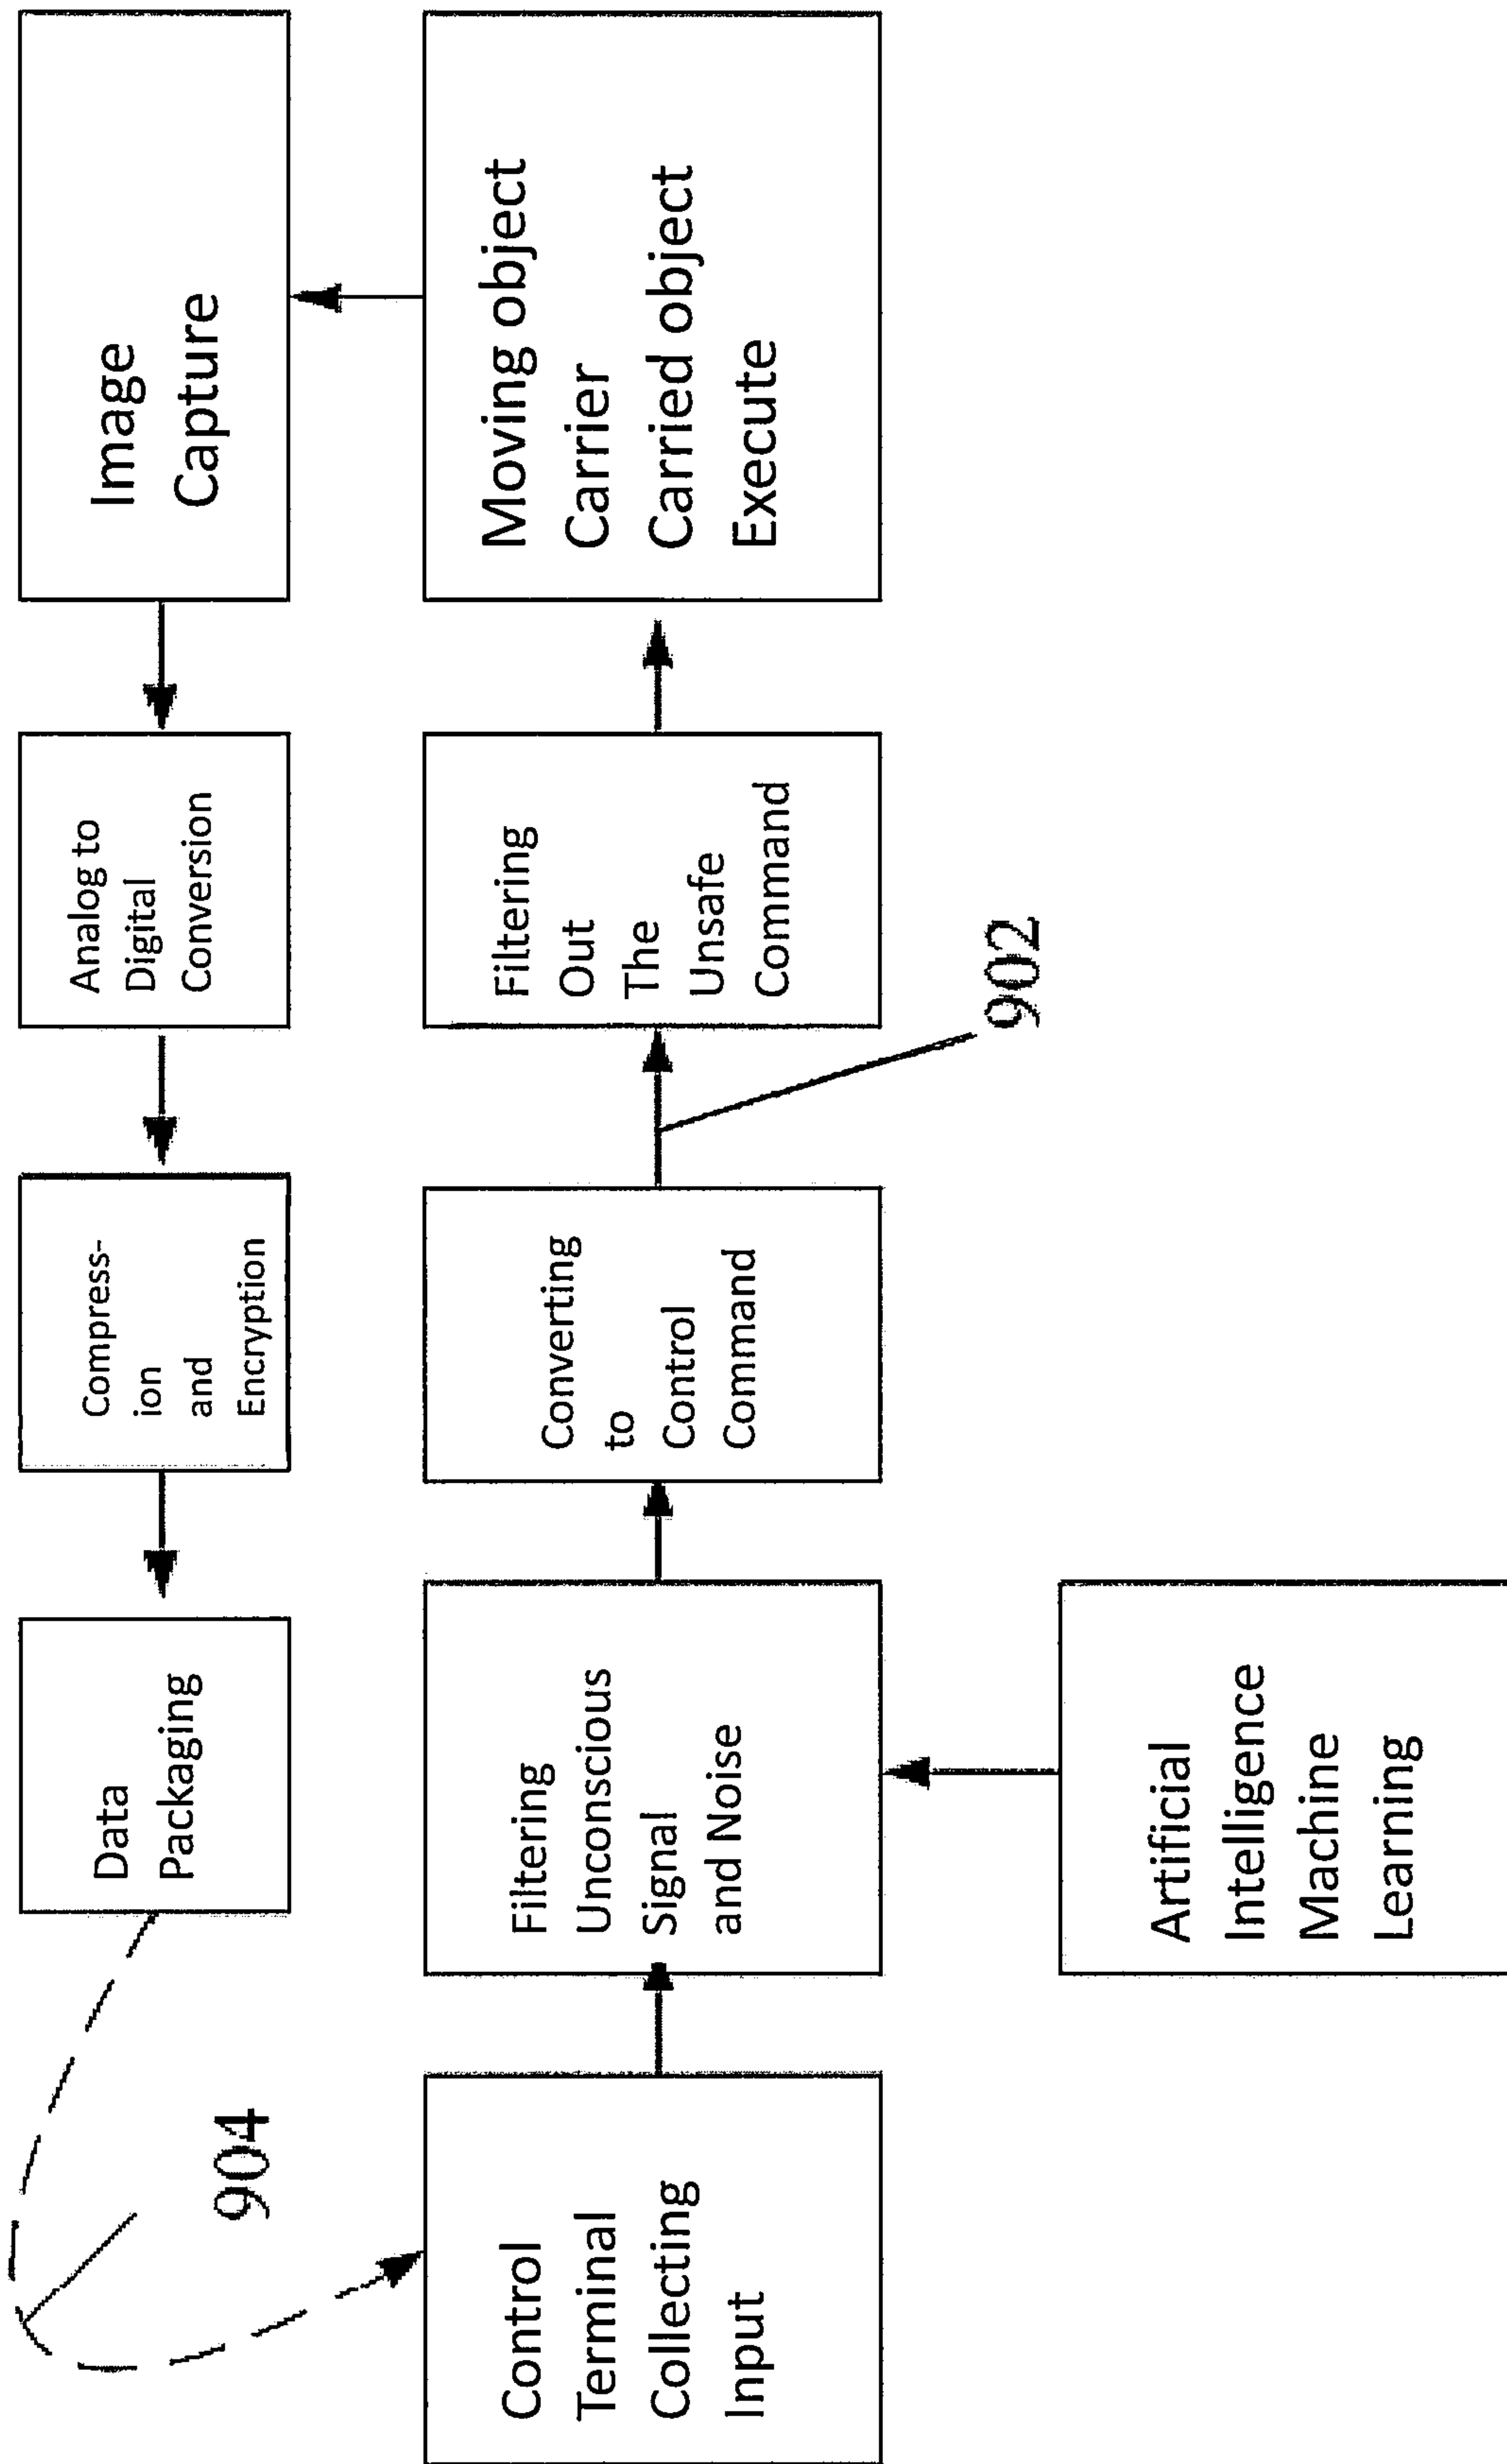 Data
Packaging
Compress-
ion
and
Encryption
Analog to
Digital
Conversion
Image
Capture
904
Control
Terminal
Collecting
Input
Filtering
Unconscious
Signal
and Noise
Converting
to
Control
Command
Filtering
Out
The
Unsafe
Command
Moving object
Carrier
Carried object
Execute
902
Artificial
Intelligence
Machine
Learning